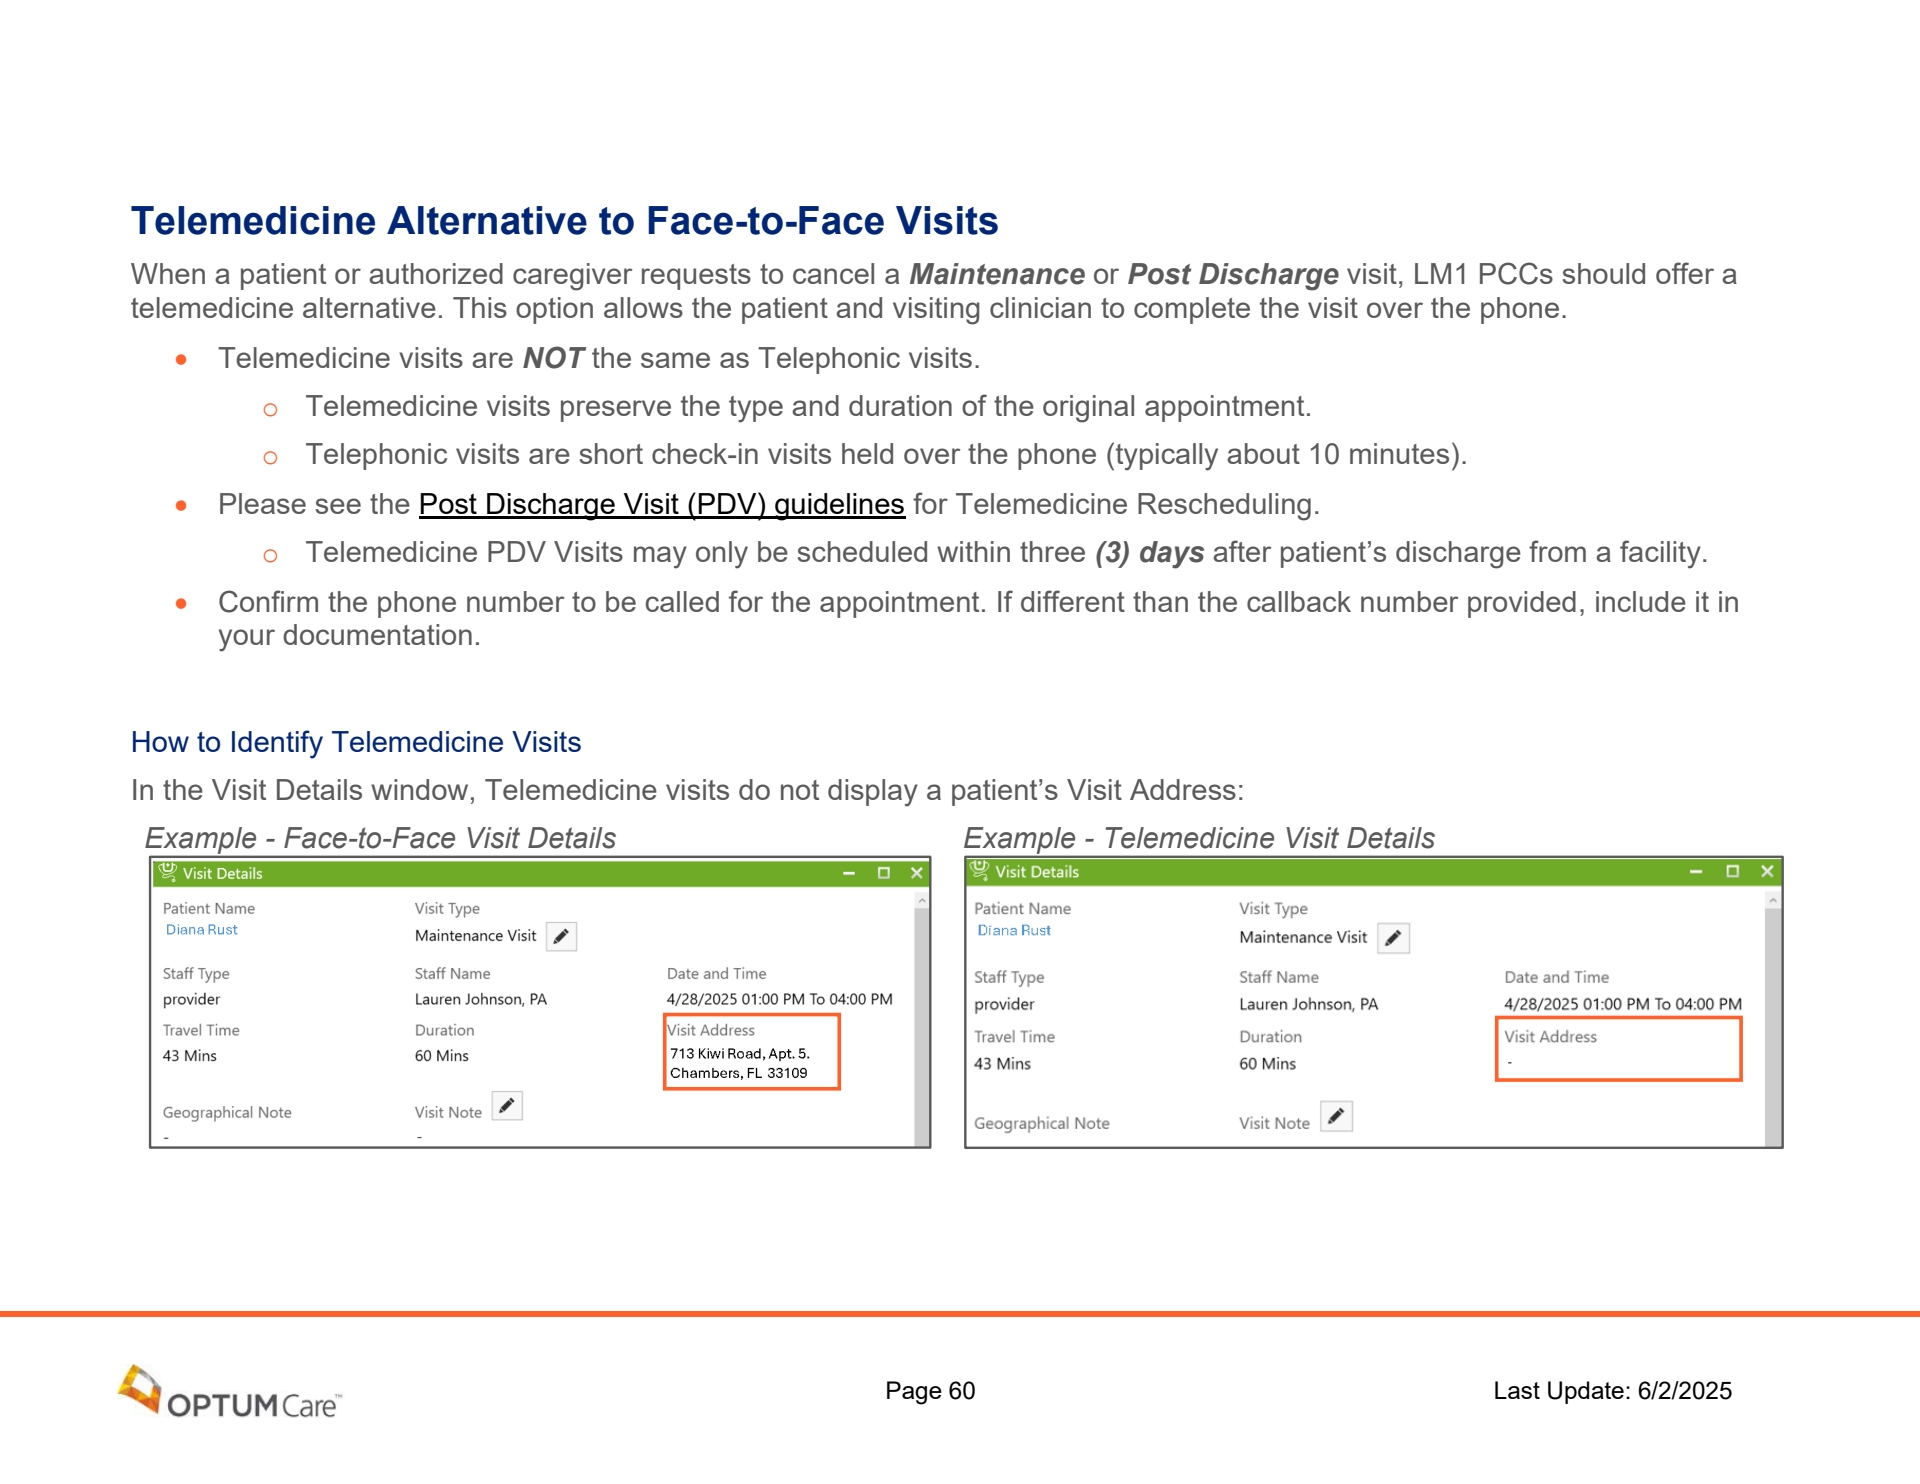 Telemedicine Alternative to Face-to-Face Visits
When a patient or authorized caregiver requests to cancel a Maintenance or Post Discharge visit, LM1 PCCs should offer a
telemedicine alternative. This option allows the patient and visiting clinician to complete the visit over the phone.
• Telemedicine visits are NOT the same as Telephonic visits.
o Telemedicine visits preserve the type and duration of the original appointment.
o Telephonic visits are short check-in visits held over the phone (typically about 10 minutes).
• Please see the Post Discharge Visit (PDV) guidelines for Telemedicine Rescheduling.
o Telemedicine PDV Visits may only be scheduled within three (3) days after patient’s discharge from a facility.
• Confirm the phone number to be called for the appointment. If different than the callback number provided, include it in
your documentation.
How to Identify Telemedicine Visits
In the Visit Details window, Telemedicine visits do not display a patient’s Visit Address:
Example - Face-to-Face Visit Details
Visit Details
Patient Name Visit Type
Diana Rust
Maintenance Visit
Staff Type Staff Name Date and Time
provider Lauren Johnson, PA 4/28/2025 01:00 PM To 04:00 PM
Travel Time Duration Visit Address
43 Mins 60 Mins 713 Kiwi Road, Apt. 5.
Chambers, FL 33109
Geographical Note Visit Note
- -
Example - Telemedicine Visit Details
Visit Details
Patient Name Visit Type
Diana Rust
Maintenance Visit
Staff Type Staff Name Date and Time
provider Lauren Johnson, PA 4/28/2025 01:00 PM To 04:00 PM
Travel Time Duration Visit Address
43 Mins 60 Mins -
Geographical Note Visit Note
OPTUM Care™
Page 60
Last Update: 6/2/2025